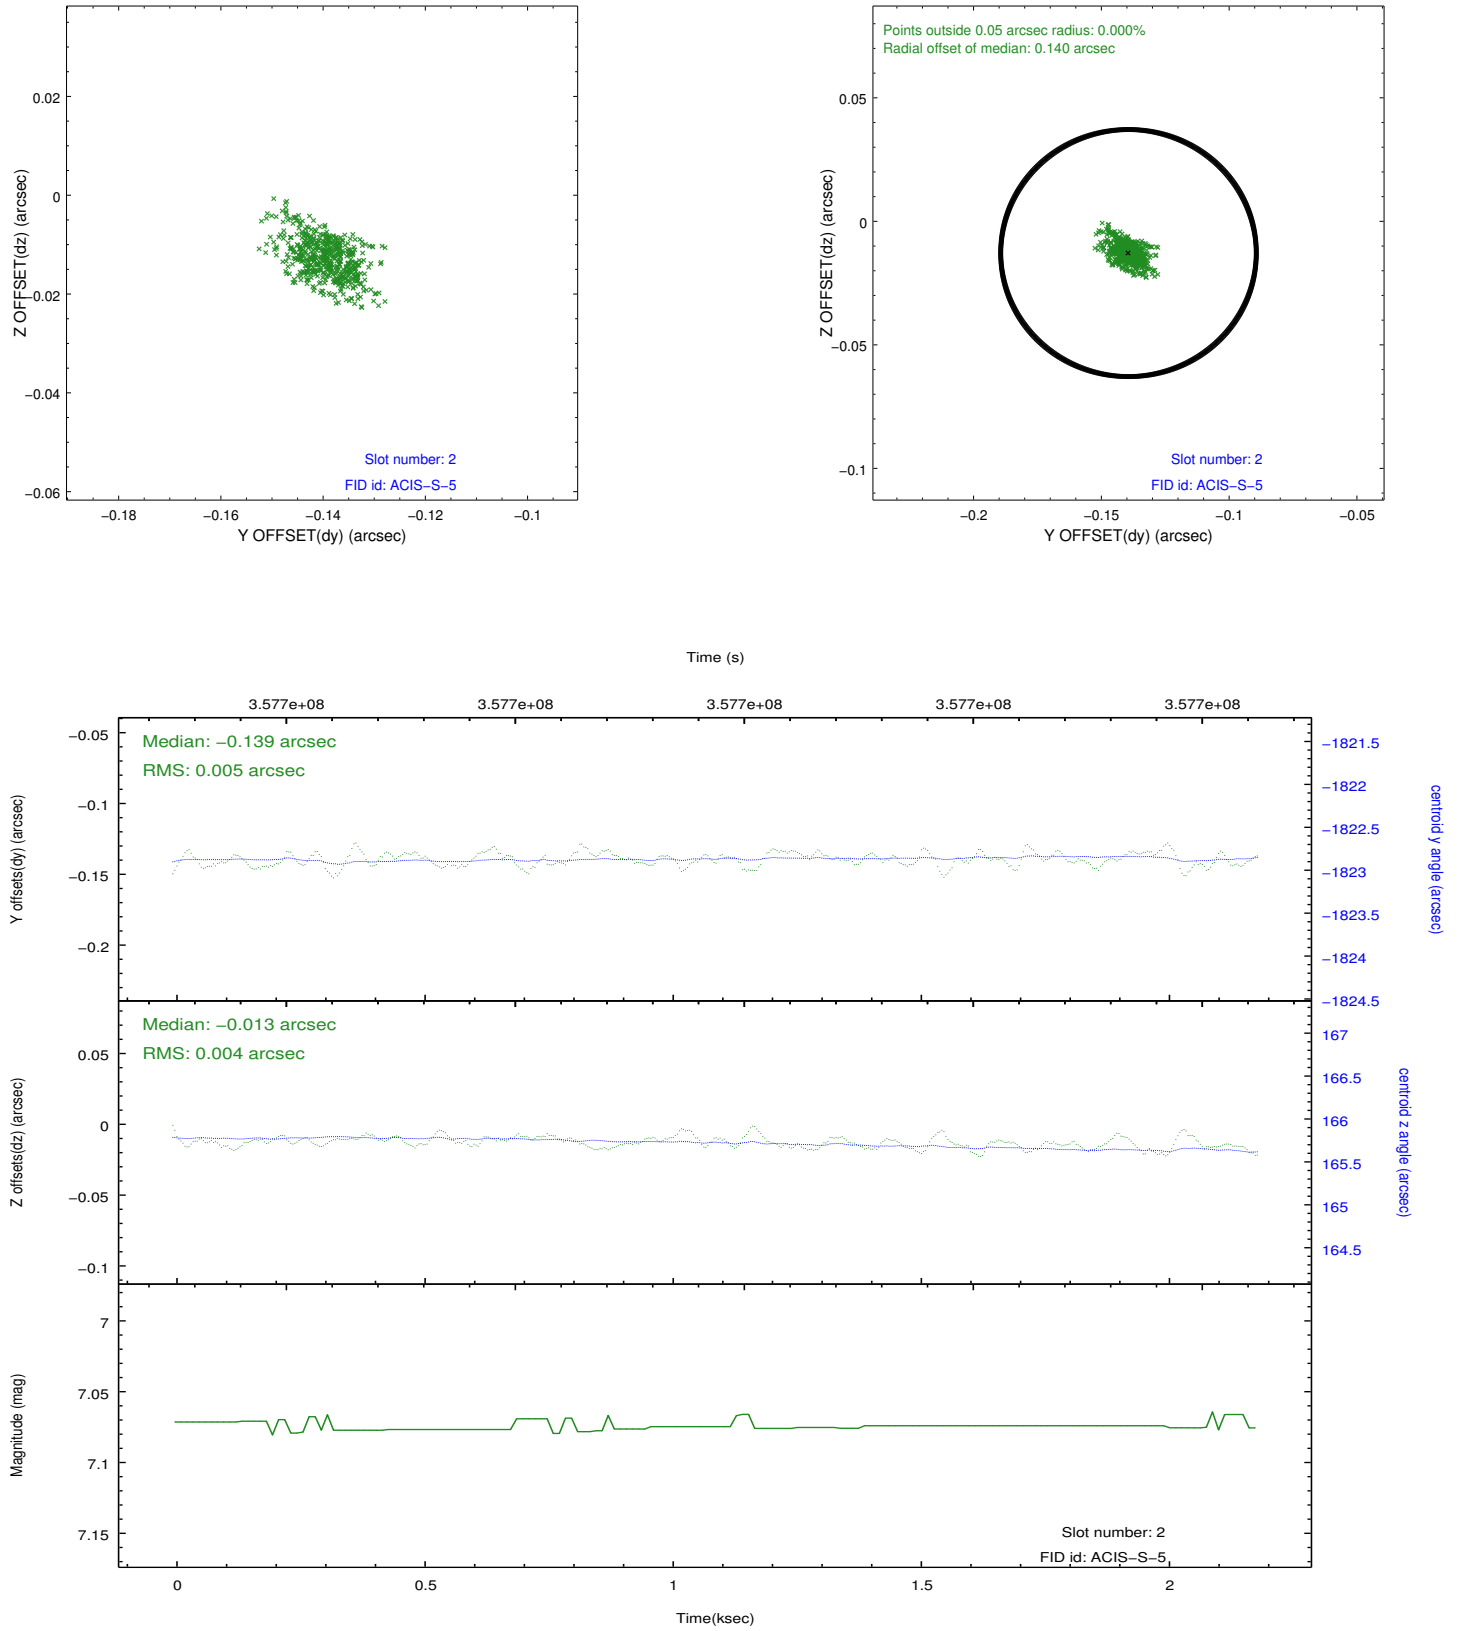 0.02
0
−0.02
−0.04
−0.06
Z OFFSET(dz) (arcsec)
Slot number: 2
FID id: ACIS−S−5
−0.18
−0.16
−0.14
−0.12
−0.1
Y OFFSET(dy) (arcsec)
Points outside 0.05 arcsec radius: 0.000%
Radial offset of median: 0.140 arcsec
0.05
0
−0.05
−0.1
Z OFFSET(dz) (arcsec)
Slot number: 2
FID id: ACIS−S−5
−0.2
−0.15
−0.1
−0.05
Y OFFSET(dy) (arcsec)
Time (s)
3.577e+08
3.577e+08
3.577e+08
3.577e+08
3.577e+08
Median: −0.139 arcsec
RMS: 0.005 arcsec
−0.05
−0.1
−0.15
−0.2
Y offsets(dy) (arcsec)
−1821.5
−1822
−1822.5
−1823
−1823.5
−1824
−1824.5
centroid y angle (arcsec)
Median: −0.013 arcsec
RMS: 0.004 arcsec
0.05
0
−0.05
−0.1
Z offsets(dz) (arcsec)
167
166.5
166
165.5
165
164.5
centroid z angle (arcsec)
7
7.05
7.1
7.15
Magnitude (mag)
Slot number: 2
FID id: ACIS−S−5
0
0.5
1
1.5
2
Time(ksec)